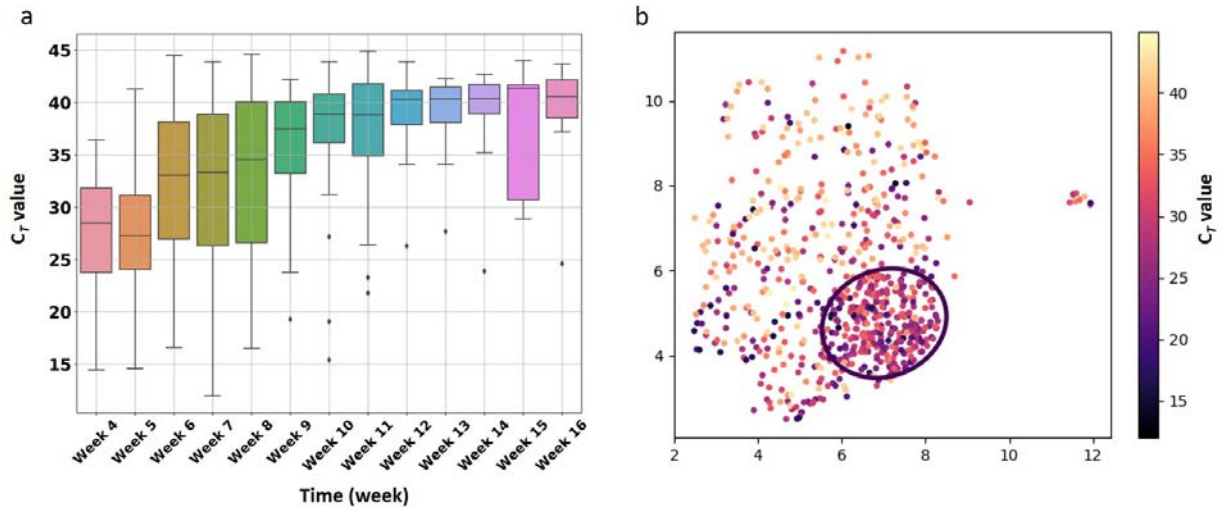 a
C_T value
45
40
35
30
25
20
15
Week 4
Week 5
Week 6
Week 7
Week 8
Week 9
Week 10
Week 11
Week 12
Week 13
Week 14
Week 15
Week 16
Time (week)
b
10
8
6
4
2
4
6
8
10
12
40
35
30
25
20
15
C_T value